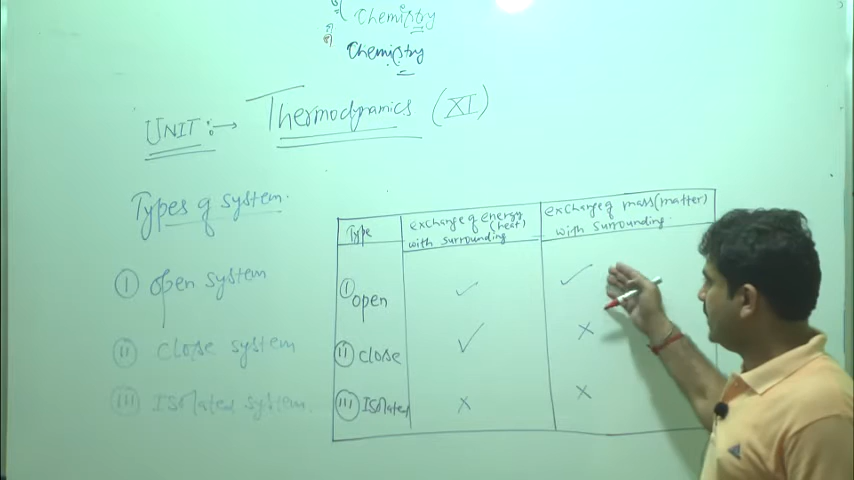 Chemistry
Chemistry
UNIT :→ Thermodynamics (XI)
Types of system.
I open system
II close system
III Isolated system.
Type
exchange of energy (heat) with surrounding
exchange of mass(matter) with surrounding
I open ✓ ✓
II close ✓ ×
III Isolated × ×